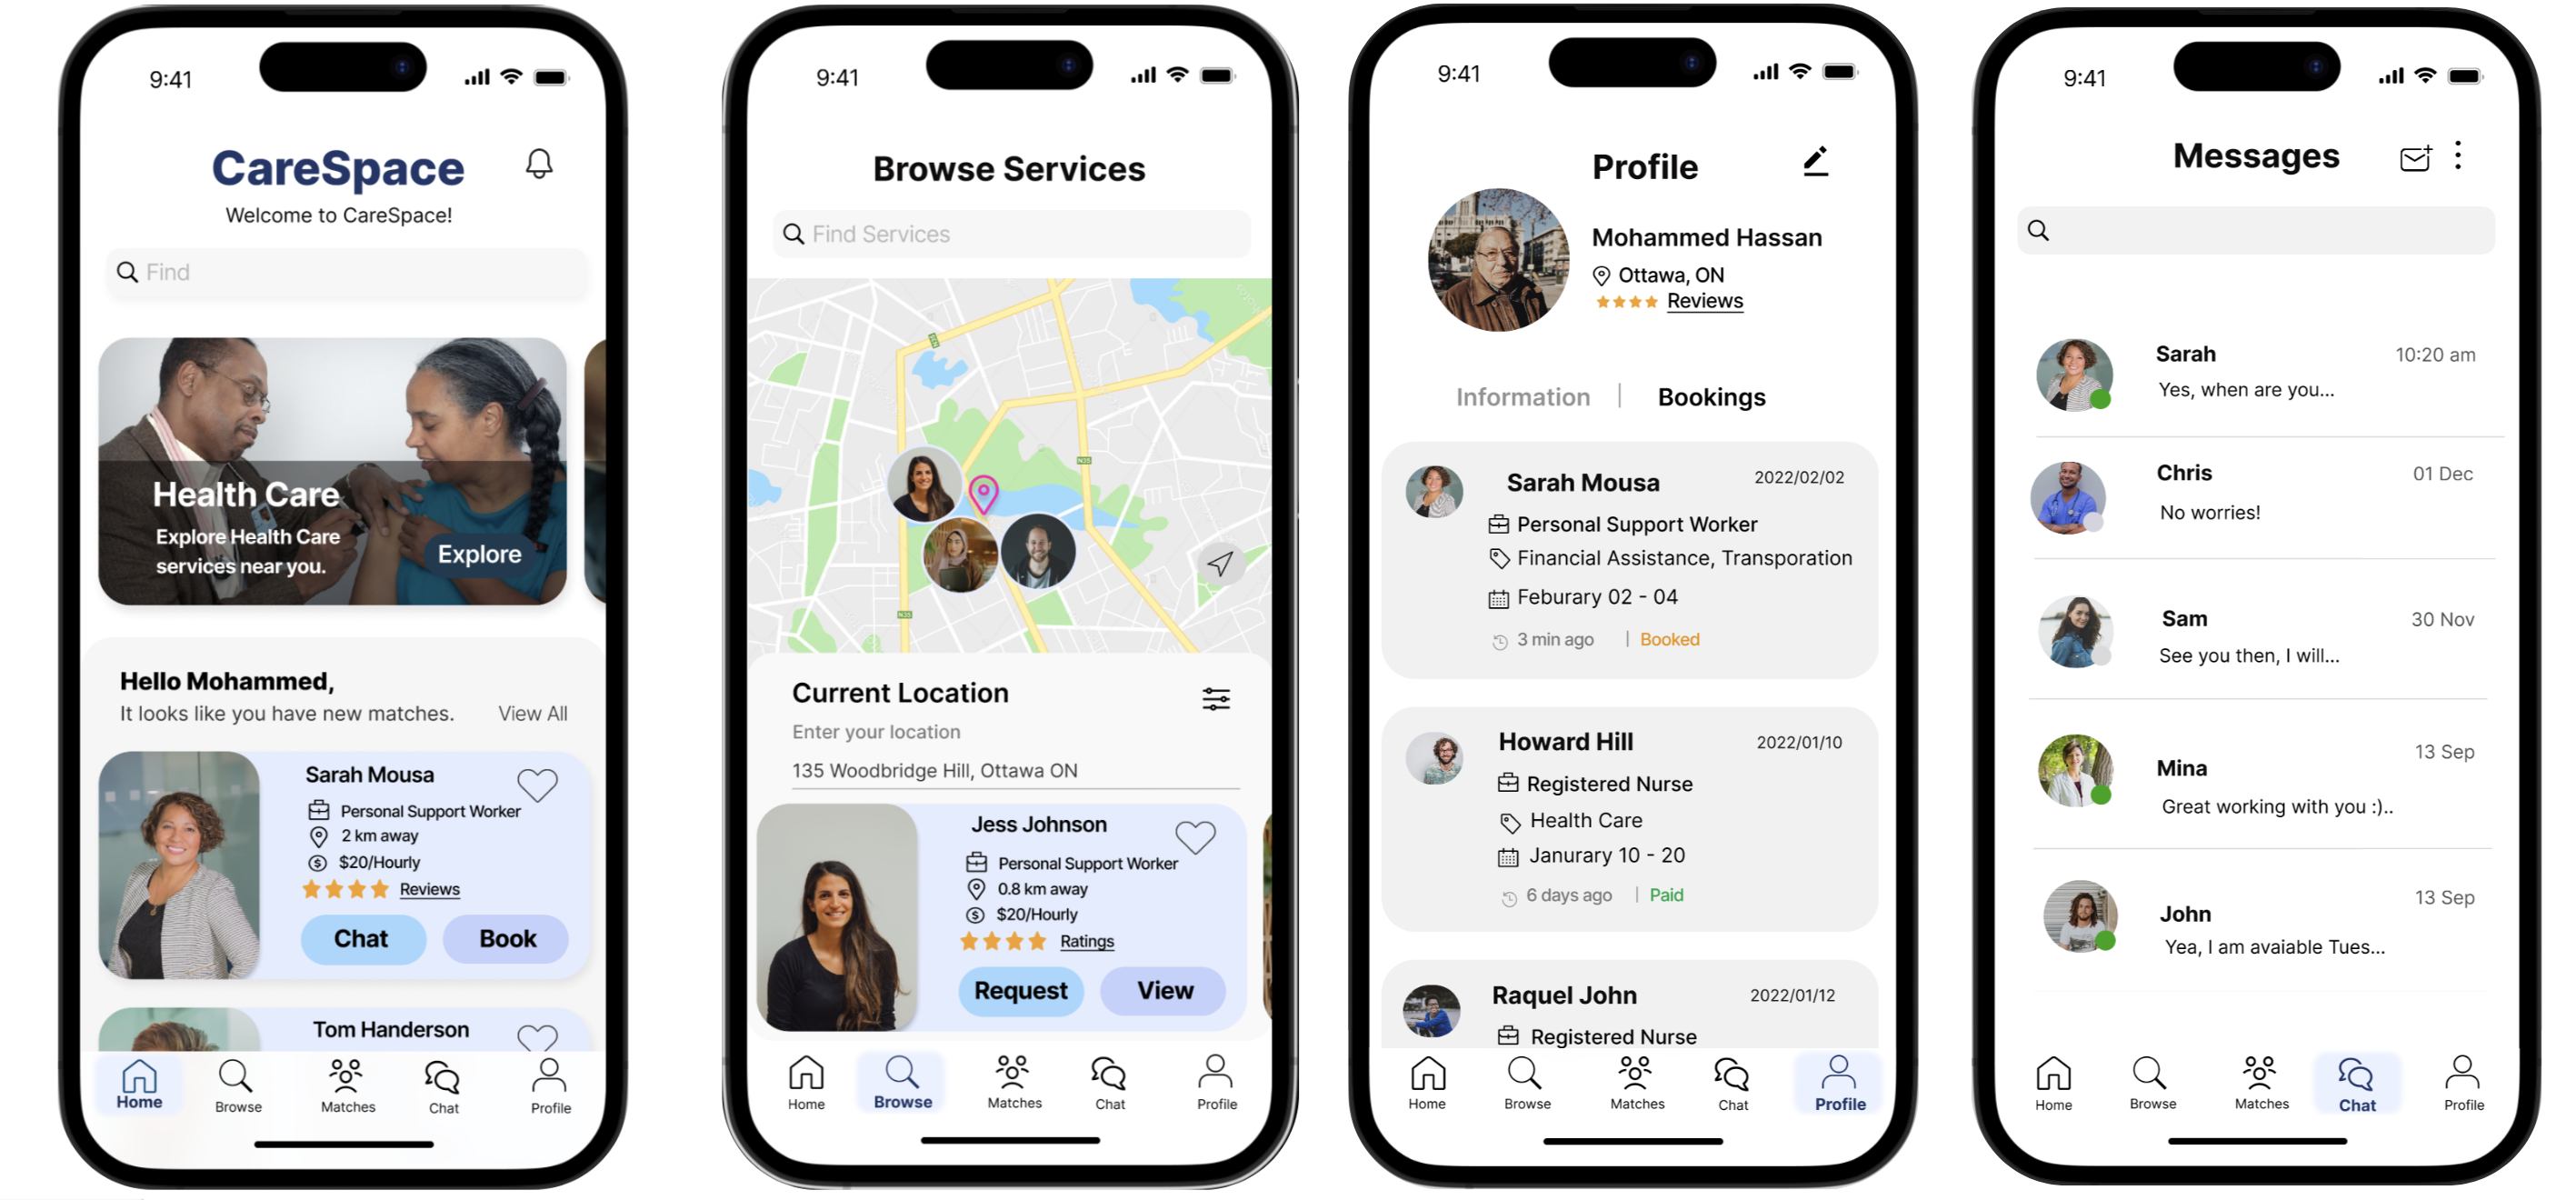 9:41
CareSpace
Welcome to CareSpace!
Find
Health Care
Explore Health Care
services near you.
Explore
Hello Mohammed,
It looks like you have new matches.
View All
Sarah Mousa
Personal Support Worker
2 km away
$20/Hourly
Reviews
Chat
Book
Tom Handerson
Home
Browse
Matches
Chat
Profile
9:41
Browse Services
Find Services
Current Location
Enter your location
135 Woodbridge Hill, Ottawa ON
Jess Johnson
Personal Support Worker
0.8 km away
$20/Hourly
Ratings
Request
View
Home
Browse
Matches
Chat
Profile
9:41
Profile
Mohammed Hassan
Ottawa, ON
Reviews
Information | Bookings
Sarah Mousa
2022/02/02
Personal Support Worker
Financial Assistance, Transporation
Feburary 02 - 04
3 min ago | Booked
Howard Hill
2022/01/10
Registered Nurse
Health Care
Janurary 10 - 20
6 days ago | Paid
Raquel John
2022/01/12
Registered Nurse
Home
Browse
Matches
Chat
Profile
9:41
Messages
Sarah
10:20 am
Yes, when are you...
Chris
01 Dec
No worries!
Sam
30 Nov
See you then, I will...
Mina
13 Sep
Great working with you :)..
John
13 Sep
Yea, I am avaiable Tues...
Home
Browse
Matches
Chat
Profile